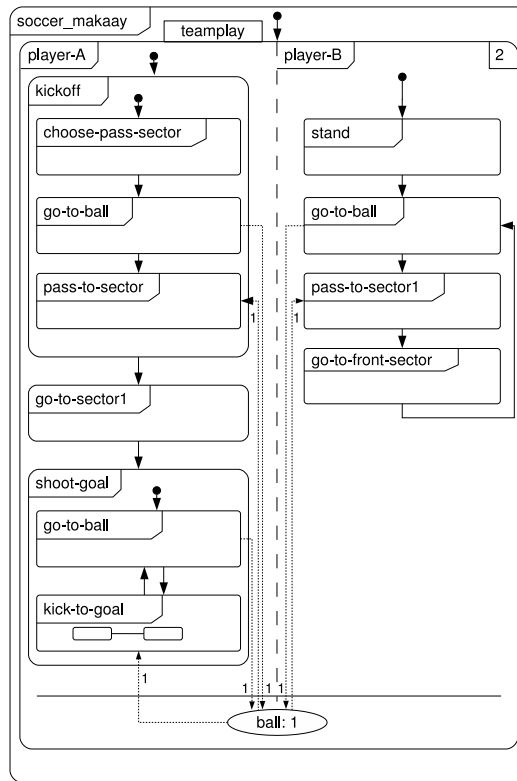 soccer_makaay
teamplay
player-A
player-B
2
kickoff
choose-pass-sector
go-to-ball
pass-to-sector
1
go-to-sector1
shoot-goal
go-to-ball
kick-to-goal
stand
go-to-ball
pass-to-sector1
1
go-to-front-sector
1
1
1
1
ball: 1